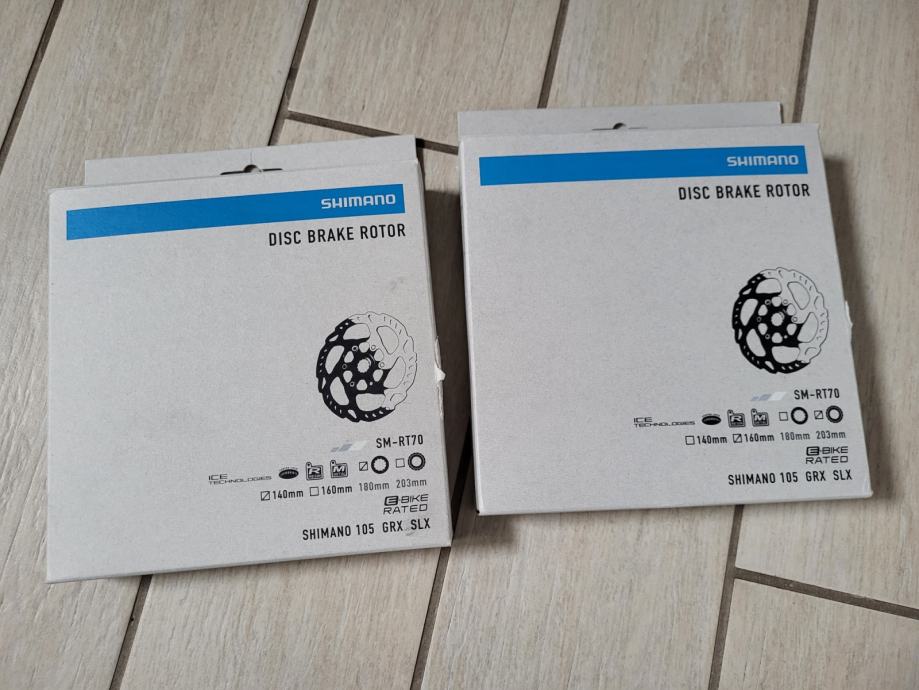 SHIMANO
DISC BRAKE ROTOR
SM-RT70
ICE TECHNOLOGIES R M
140mm 160mm 180mm 203mm
E-BIKE
RATED
SHIMANO 105 GRX SLX
SHIMANO
DISC BRAKE ROTOR
SM-RT70
ICE TECHNOLOGIES R M
140mm 160mm 180mm 203mm
E-BIKE
RATED
SHIMANO 105 GRX SLX